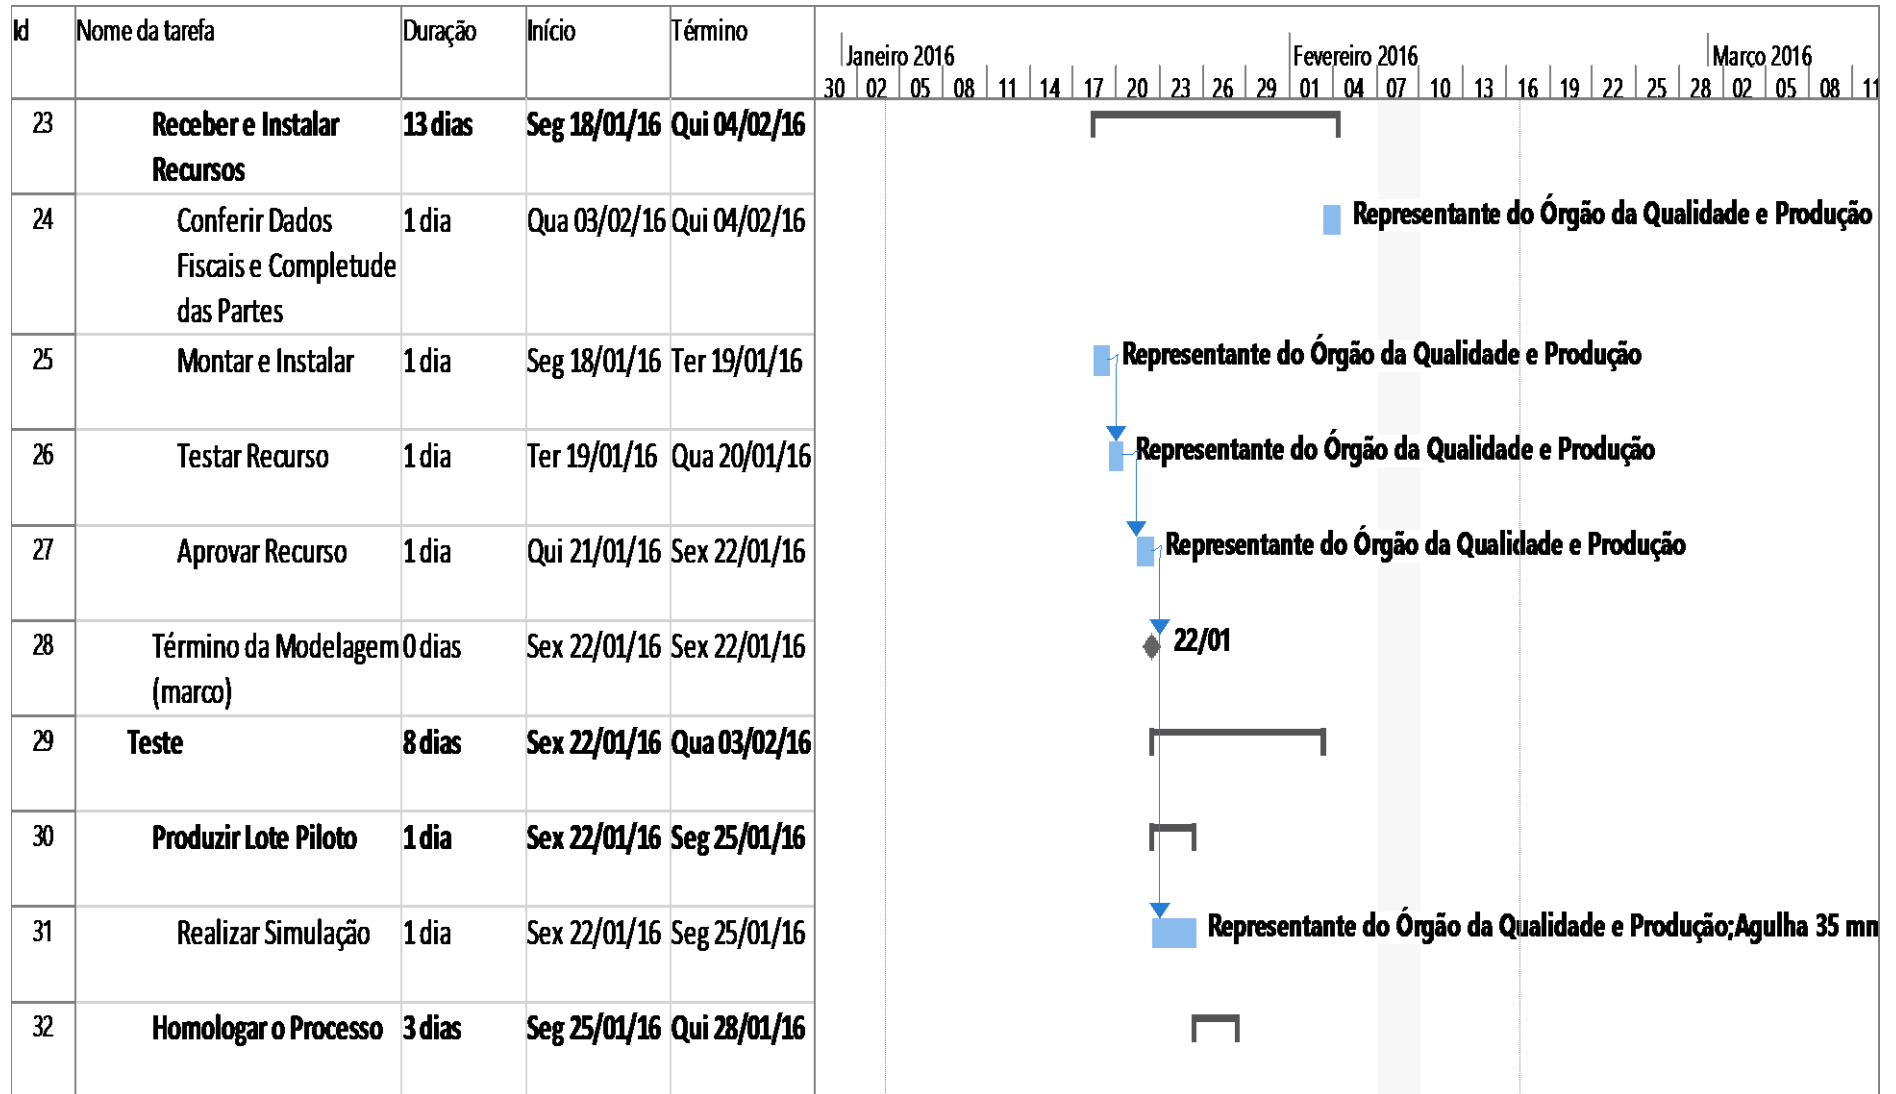 Id Nome da tarefa Duração Início Término
Janeiro 2016 Fevereiro 2016 Março 2016
30 02 05 08 11 14 17 20 23 26 29 01 04 07 10 13 16 19 22 25 28 02 05 08 11
23 Receber e Instalar 13 dias Seg 18/01/16 Qui 04/02/16
Recursos
24 Conferir Dados 1 dia Qua 03/02/16 Qui 04/02/16 Representante do Órgão da Qualidade e Produção
Fiscais e Completude
das Partes
25 Montar e Instalar 1 dia Seg 18/01/16 Ter 19/01/16 Representante do Órgão da Qualidade e Produção
26 Testar Recurso 1 dia Ter 19/01/16 Qua 20/01/16 Representante do Órgão da Qualidade e Produção
27 Aprovar Recurso 1 dia Qui 21/01/16 Sex 22/01/16 Representante do Órgão da Qualidade e Produção
28 Término da Modelagem 0 dias Sex 22/01/16 Sex 22/01/16 22/01
(marco)
29 Teste 8 dias Sex 22/01/16 Qua 03/02/16
30 Produzir Lote Piloto 1 dia Sex 22/01/16 Seg 25/01/16
31 Realizar Simulação 1 dia Sex 22/01/16 Seg 25/01/16 Representante do Órgão da Qualidade e Produção;Agulha 35 mm
32 Homologar o Processo 3 dias Seg 25/01/16 Qui 28/01/16